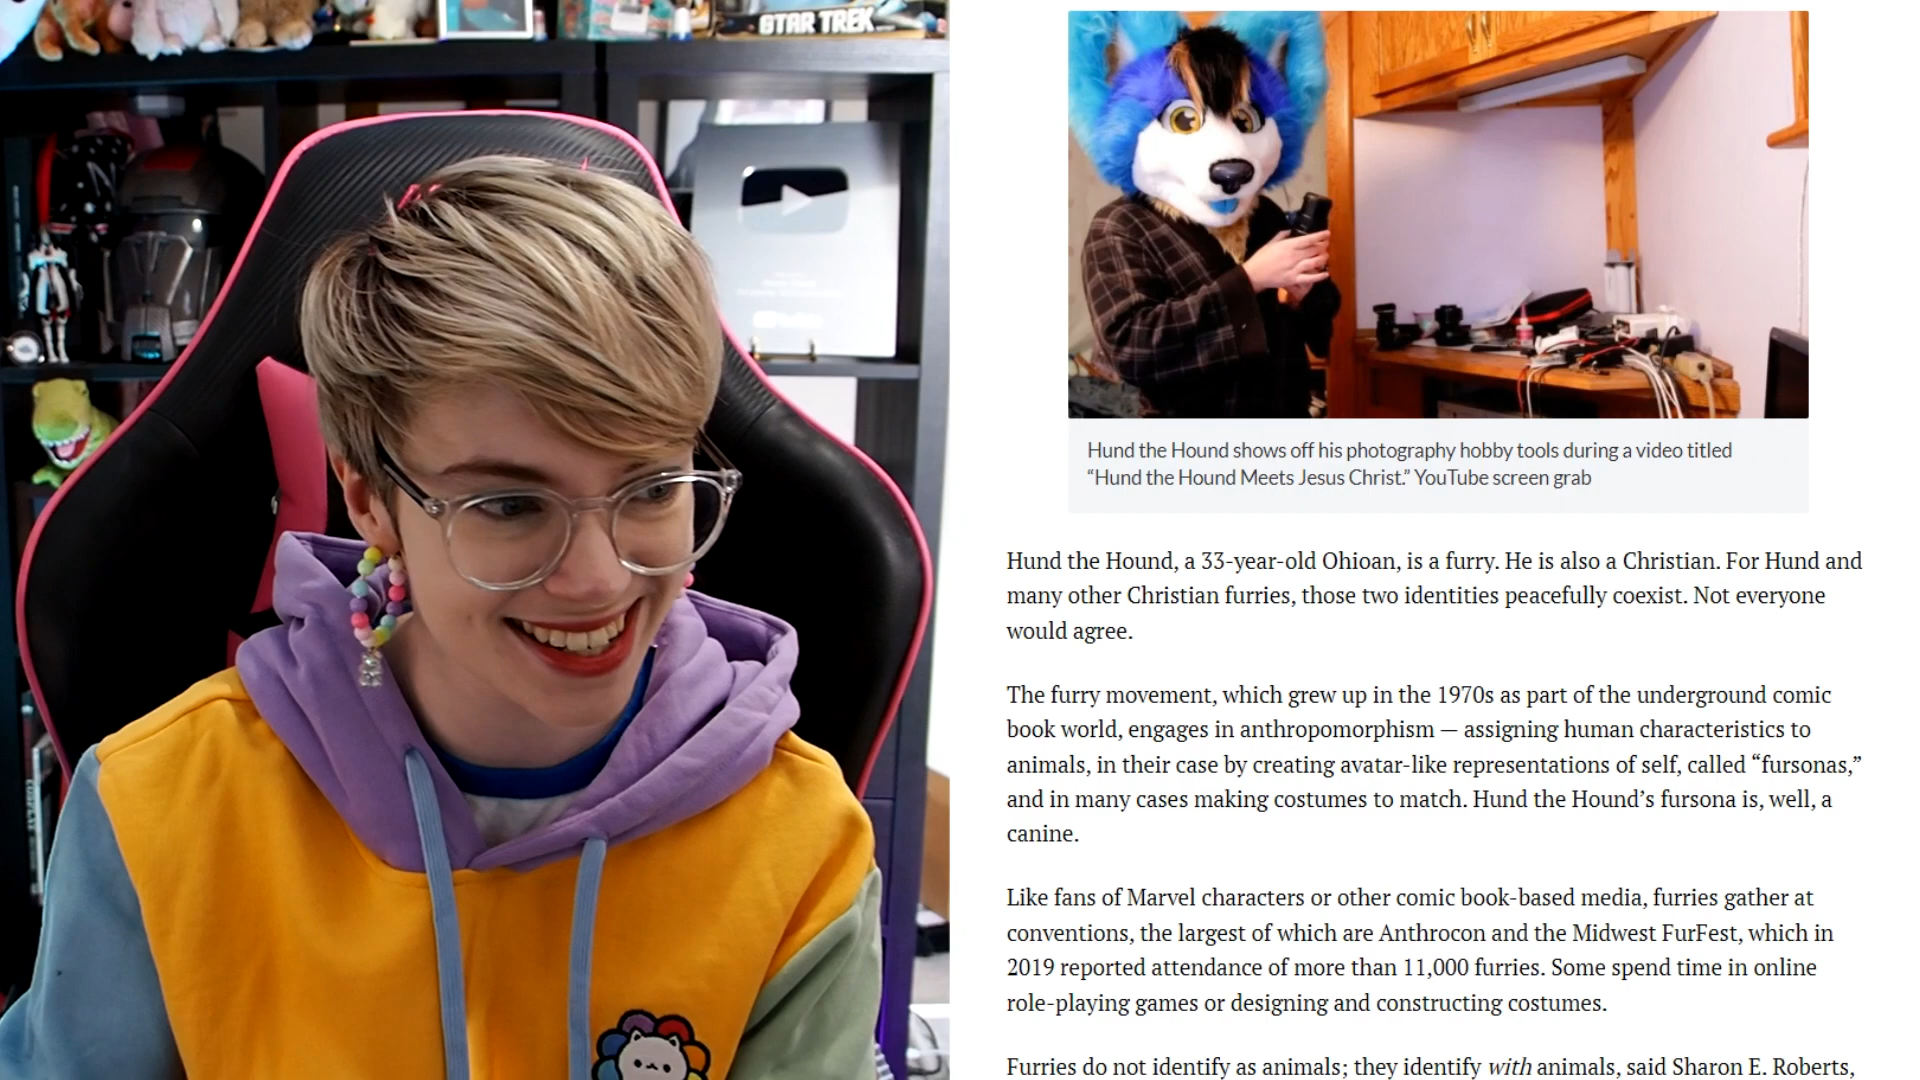 STAR TREK
Hund the Hound shows off his photography hobby tools during a video titled
“Hund the Hound Meets Jesus Christ.” YouTube screen grab
Hund the Hound, a 33-year-old Ohioan, is a furry. He is also a Christian. For Hund and
many other Christian furries, those two identities peacefully coexist. Not everyone
would agree.
The furry movement, which grew up in the 1970s as part of the underground comic
book world, engages in anthropomorphism — assigning human characteristics to
animals, in their case by creating avatar-like representations of self, called “fursonas,”
and in many cases making costumes to match. Hund the Hound’s fursona is, well, a
canine.
Like fans of Marvel characters or other comic book-based media, furries gather at
conventions, the largest of which are Anthrocon and the Midwest FurFest, which in
2019 reported attendance of more than 11,000 furries. Some spend time in online
role-playing games or designing and constructing costumes.
Furries do not identify as animals; they identify with animals, said Sharon E. Roberts,